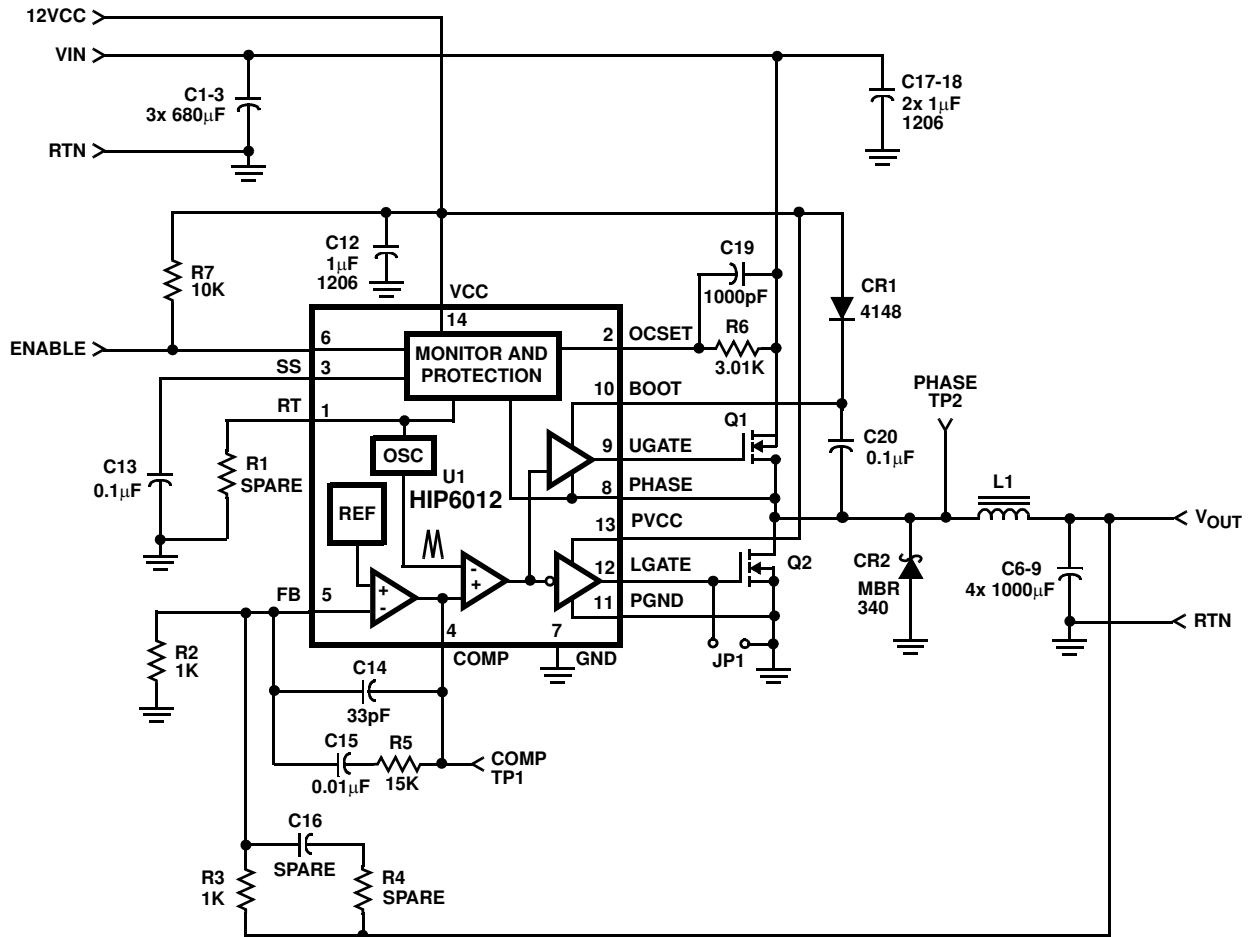 12VCC
VIN
C1-3
3x 680µF
RTN
C17-18
2x 1µF
1206
C12
1µF
1206
R7
10K
VCC
14
C19
1000pF
CR1
4148
ENABLE
6
MONITOR AND
PROTECTION
2
OCSET
R6
3.01K
SS
3
10
BOOT
PHASE
TP2
RT
1
OSC
Q1
9
UGATE
C20
0.1µF
C13
0.1µF
R1
SPARE
U1
HIP6012
8
PHASE
L1
REF
13
PVCC
VOUT
12
LGATE
Q2
CR2
MBR
340
C6-9
4x 1000µF
+
-
-
+
FB
5
11
PGND
RTN
4
7
COMP
GND
JP1
R2
1K
C14
33pF
C15
0.01µF
R5
15K
COMP
TP1
C16
SPARE
R3
1K
R4
SPARE